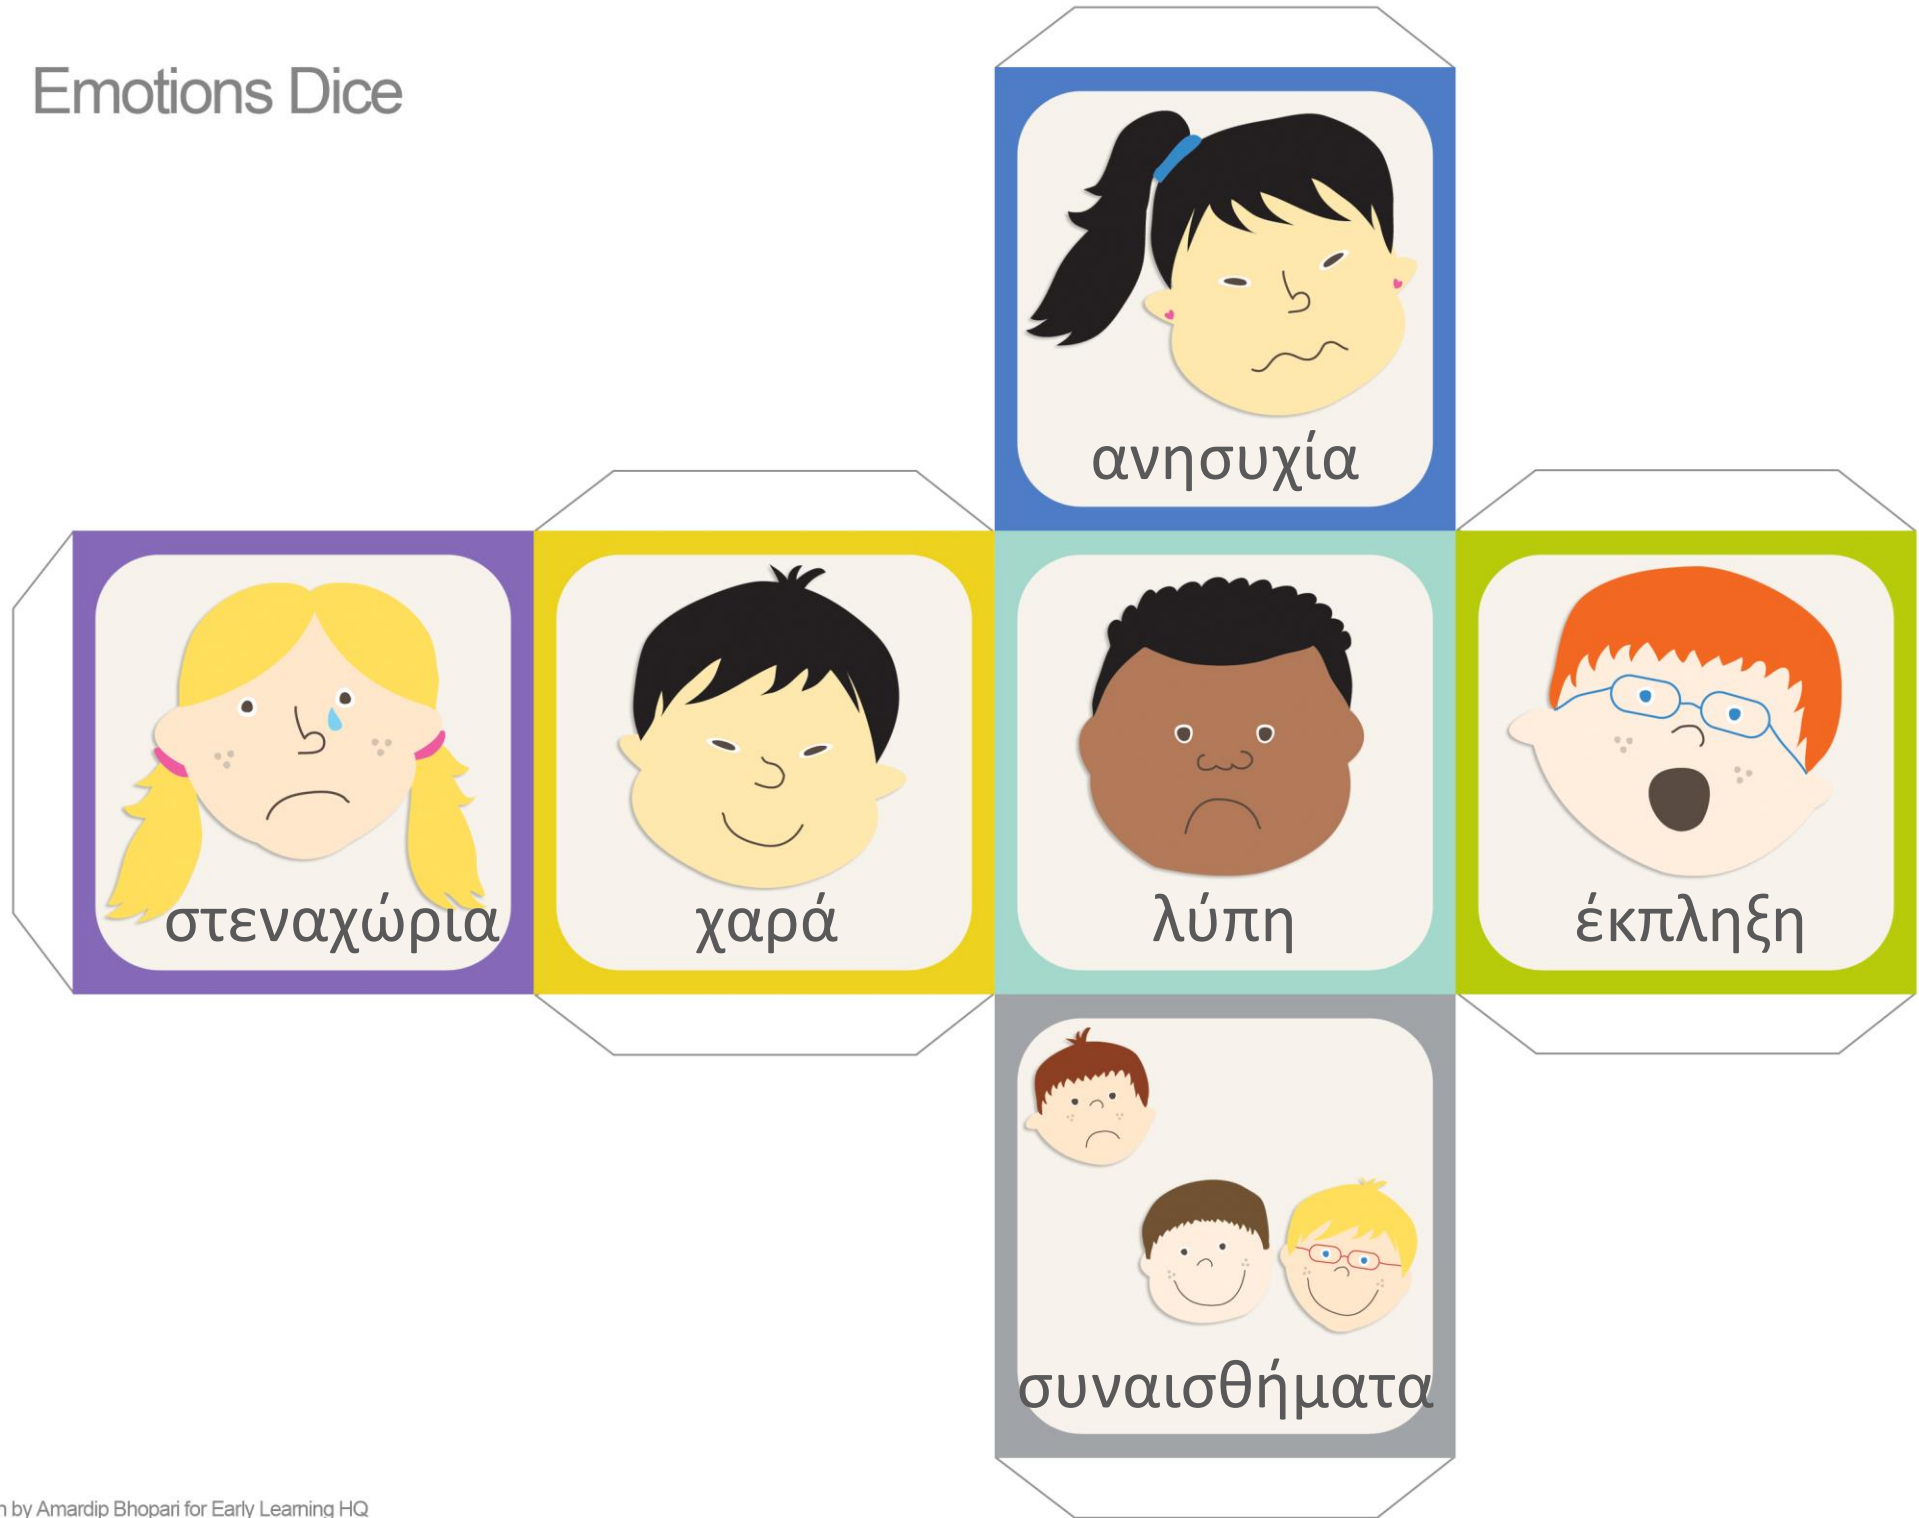 Emotions Dice
ανησυχία
στεναχώρια
χαρά
λύπη
έκπληξη
συναισθήματα
by Amardip Bhopari for Early Learning HQ